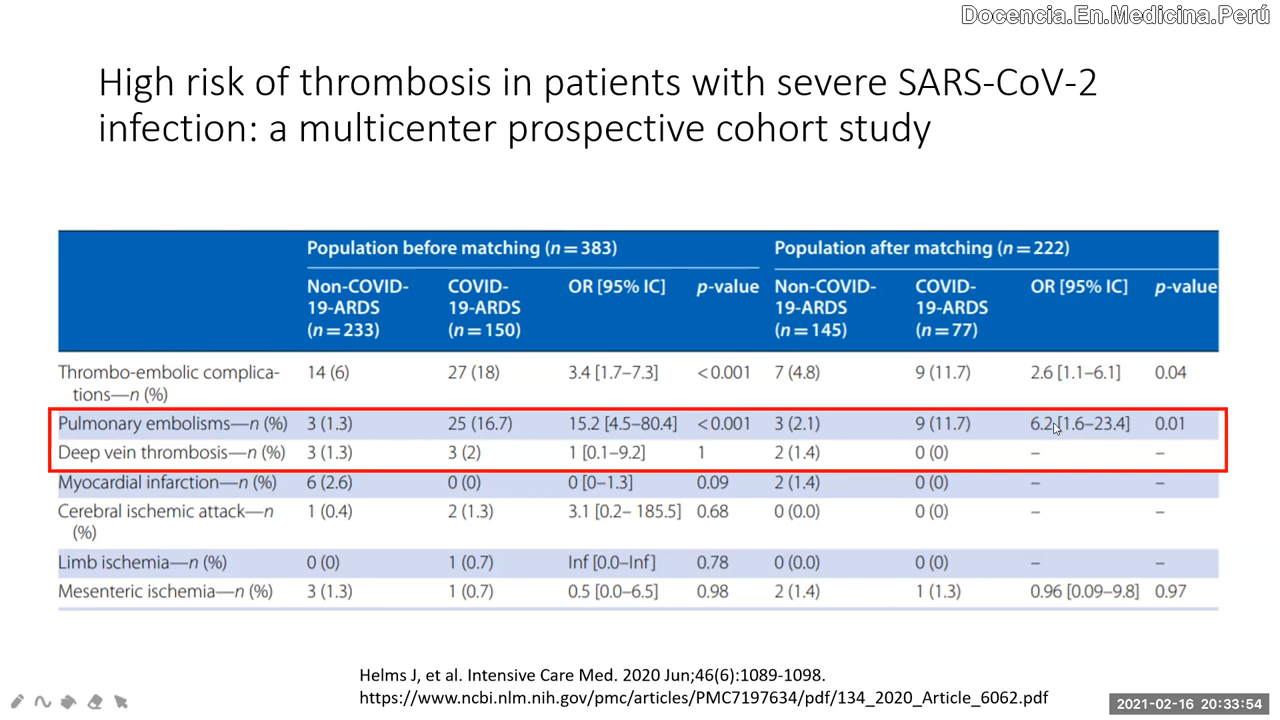 Docencia.En.Medicina.Perú
High risk of thrombosis in patients with severe SARS-CoV-2
infection: a multicenter prospective cohort study
Population before matching (n = 383) Population after matching (n = 222)
Non-COVID-19-ARDS (n = 233) COVID-19-ARDS (n = 150) OR [95% IC] p-value Non-COVID-19-ARDS (n = 145) COVID-19-ARDS (n = 77) OR [95% IC] p-value
Thrombo-embolic complica-
tions—n (%) 14 (6) 27 (18) 3.4 [1.7–7.3] < 0.001 7 (4.8) 9 (11.7) 2.6 [1.1–6.1] 0.04
Pulmonary embolisms—n (%) 3 (1.3) 25 (16.7) 15.2 [4.5–80.4] < 0.001 3 (2.1) 9 (11.7) 6.2 [1.6–23.4] 0.01
Deep vein thrombosis—n (%) 3 (1.3) 3 (2) 1 [0.1–9.2] 1 2 (1.4) 0 (0) – –
Myocardial infarction—n (%) 6 (2.6) 0 (0) 0 [0–1.3] 0.09 2 (1.4) 0 (0) – –
Cerebral ischemic attack—n
(%) 1 (0.4) 2 (1.3) 3.1 [0.2– 185.5] 0.68 0 (0.0) 0 (0) – –
Limb ischemia—n (%) 0 (0) 1 (0.7) Inf [0.0–Inf] 0.78 0 (0.0) 0 (0) – –
Mesenteric ischemia—n (%) 3 (1.3) 1 (0.7) 0.5 [0.0–6.5] 0.98 2 (1.4) 1 (1.3) 0.96 [0.09–9.8] 0.97
Helms J, et al. Intensive Care Med. 2020 Jun;46(6):1089-1098.
https://www.ncbi.nlm.nih.gov/pmc/articles/PMC7197634/pdf/134_2020_Article_6062.pdf
2021-02-16 20:33:54